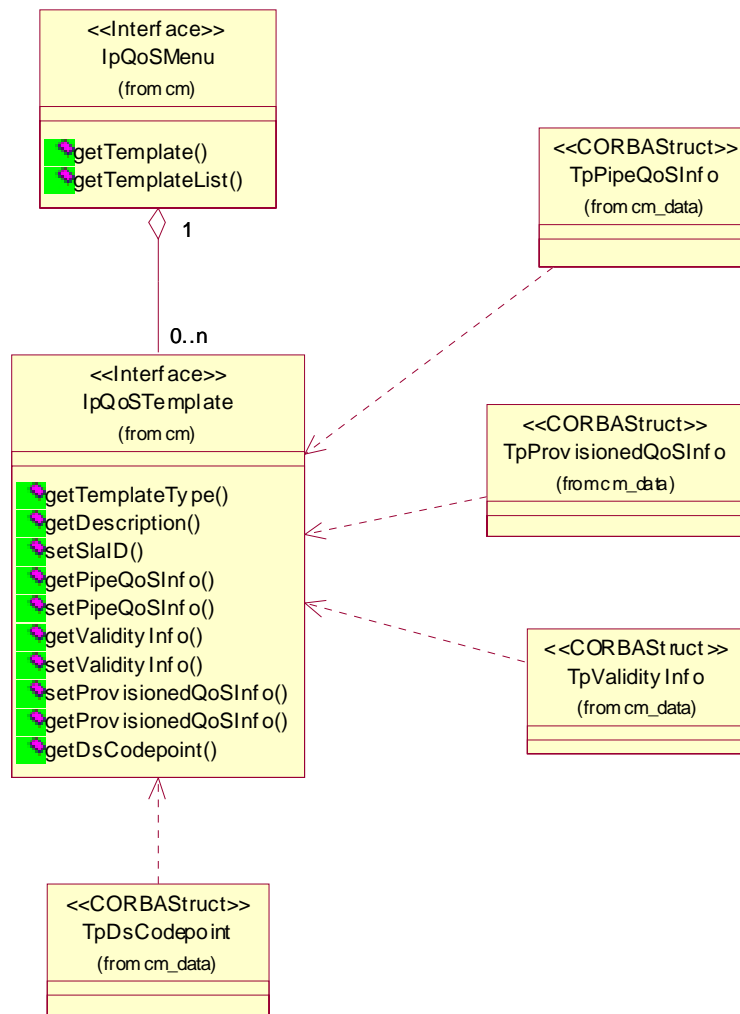 <<Interface>>
IpQoSMenu
(from cm)
getTemplate()
getTemplateList()
1
0..n
<<CORBAStruct>>
TpPipeQoSInfo
(from cm_data)
<<Interface>>
IpQoSTemplate
(from cm)
getTemplateType()
getDescription()
setSlaID()
getPipeQoSInfo()
setPipeQoSInfo()
getValidityInfo()
setValidityInfo()
setProvisionedQoSInfo()
getProvisionedQoSInfo()
getDsCodepoint()
<<CORBAStruct>>
TpProvisionedQoSInfo
(from cm_data)
<<CORBAStruct>>
TpValidityInfo
(from cm_data)
<<CORBAStruct>>
TpDsCodepoint
(from cm_data)